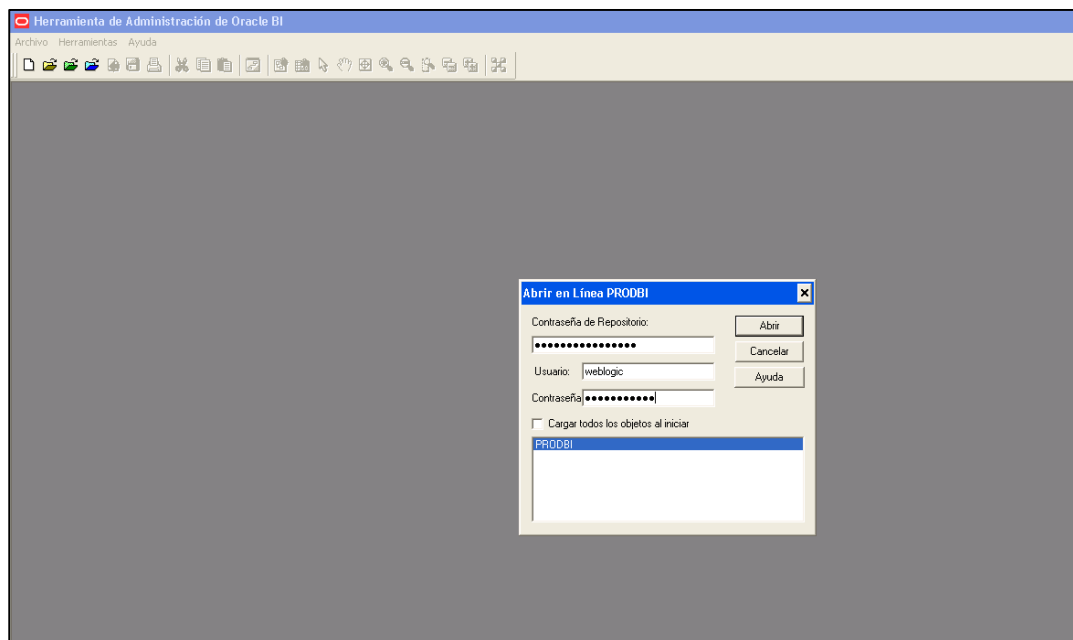 Herramienta de Administración de Oracle BI
Archivo Herramientas Ayuda
Abrir en Línea PRODBI
Contraseña de Repositorio:
Abrir
●●●●●●●●●●●●●●●●
Cancelar
Usuario: weblogic
Ayuda
Contraseña ●●●●●●●●●●●
Cargar todos los objetos al iniciar
PRODBI